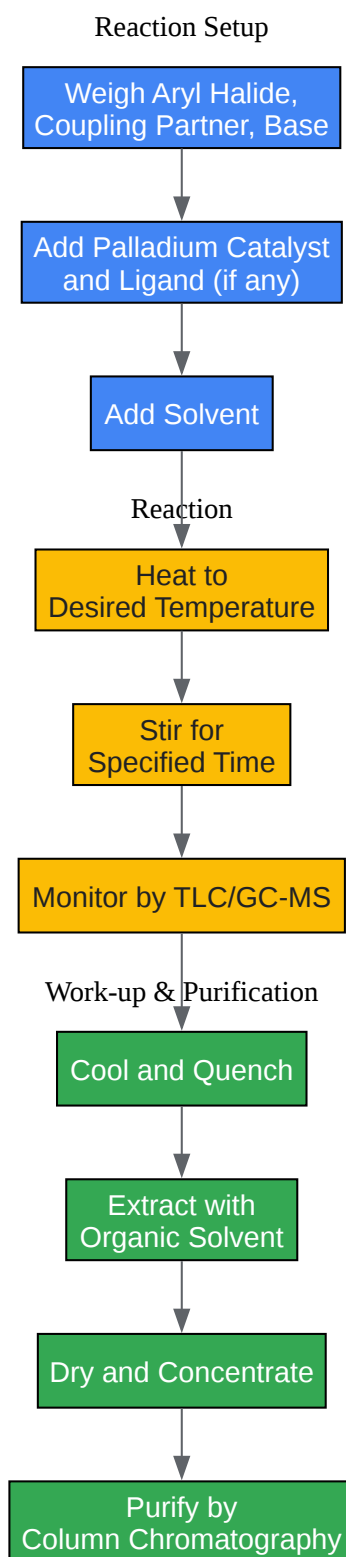 Reaction Setup
Weigh Aryl Halide,
Coupling Partner, Base
Add Palladium Catalyst
and Ligand (if any)
Add Solvent
Reaction
Heat to
Desired Temperature
Stir for
Specified Time
Monitor by TLC/GC-MS
Work-up & Purification
Cool and Quench
Extract with
Organic Solvent
Dry and Concentrate
Purify by
Column Chromatography